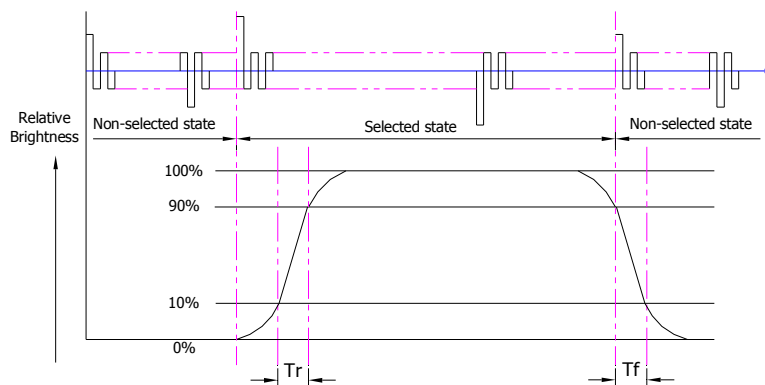 Relative
Brightness
Non-selected state
Selected state
Non-selected state
100%
90%
10%
0%
Tr
Tf